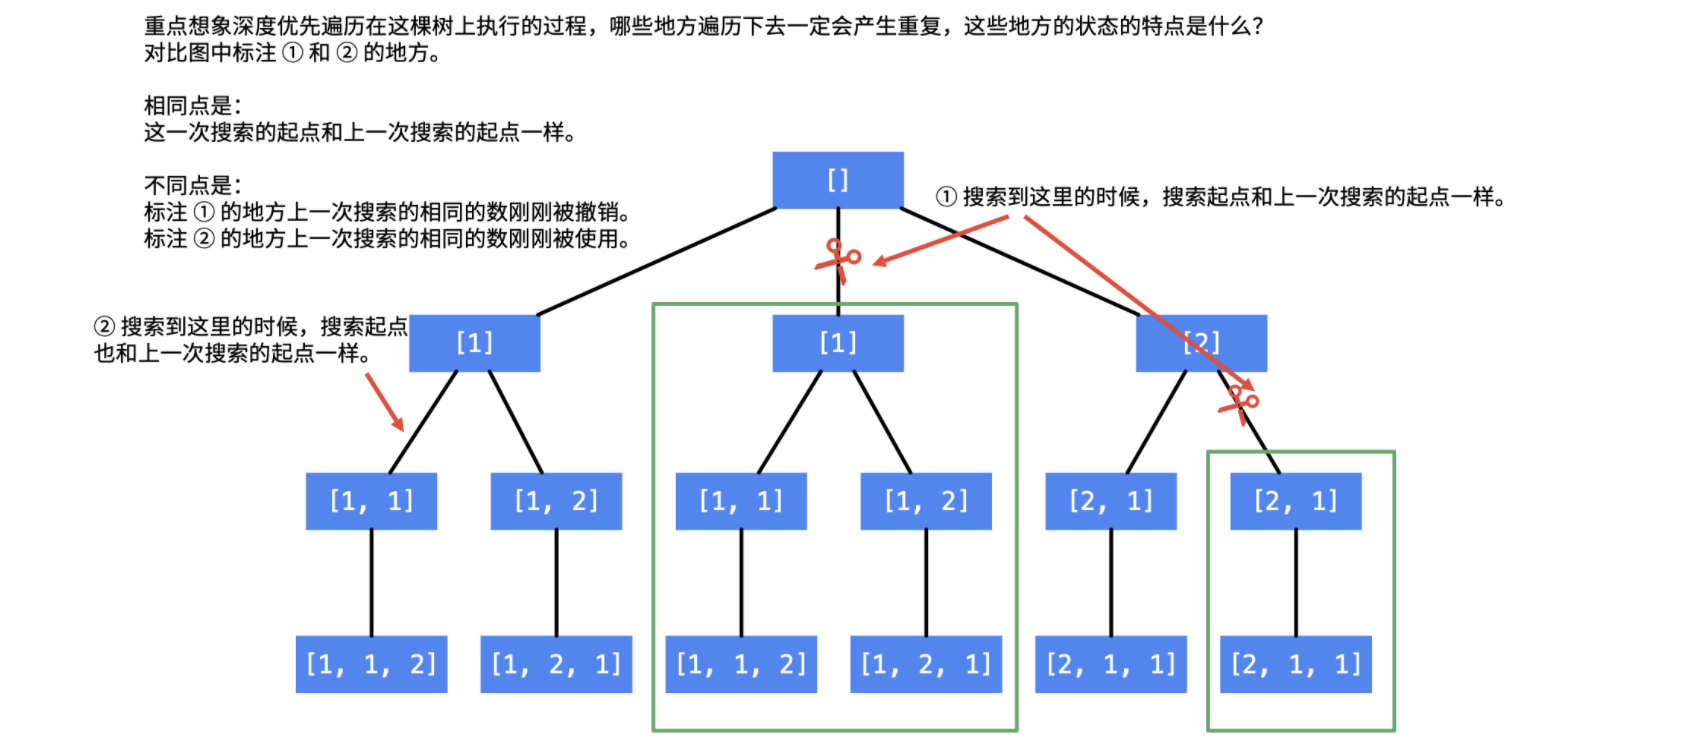 重点想象深度优先遍历在这棵树上执行的过程，哪些地方遍历下去一定会产生重复，这些地方的状态的特点是什么？
对比图中标注 ① 和 ② 的地方。
相同点是：
这一次搜索的起点和上一次搜索的起点一样。
不同点是：
标注 ① 的地方上一次搜索的相同的数刚刚被撤销。
标注 ② 的地方上一次搜索的相同的数刚刚被使用。
[]
① 搜索到这里的时候，搜索起点和上一次搜索的起点一样。
② 搜索到这里的时候，搜索起点
也和上一次搜索的起点一样。
[1]
[1]
[2]
[1, 1]
[1, 2]
[1, 1]
[1, 2]
[2, 1]
[2, 1]
[1, 1, 2]
[1, 2, 1]
[1, 1, 2]
[1, 2, 1]
[2, 1, 1]
[2, 1, 1]